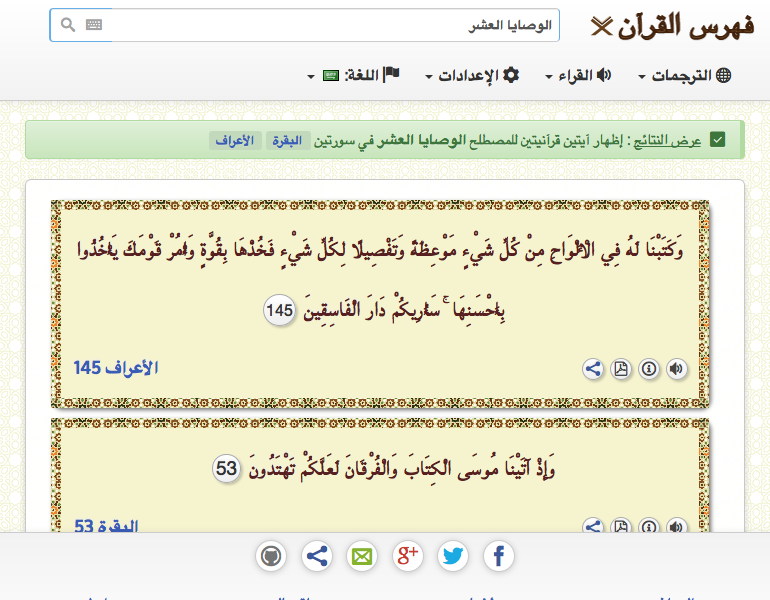 فهرس القرآن
الوصايا العشر
الترجمات
القراء
الإعدادات
اللغة:
عرض النتائج : إظهار آيتين قرآنيتين للمصطلح الوصايا العشر في سورتين البقرة الأعراف
وَكَتَبْنَا لَهُ فِي الْأَلْوَاحِ مِنْ كُلِّ شَيْءٍ مَوْعِظَةً وَتَفْصِيلًا لِكُلِّ شَيْءٍ فَخُذْهَا بِقُوَّةٍ وَأْمُرْ قَوْمَكَ يَأْخُذُوا
بِأَحْسَنِهَا ۚ سَأُرِيكُمْ دَارَ الْفَاسِقِينَ 145
الأعراف 145
وَإِذْ آتَيْنَا مُوسَى الْكِتَابَ وَالْفُرْقَانَ لَعَلَّكُمْ تَهْتَدُونَ 53
البقرة 53